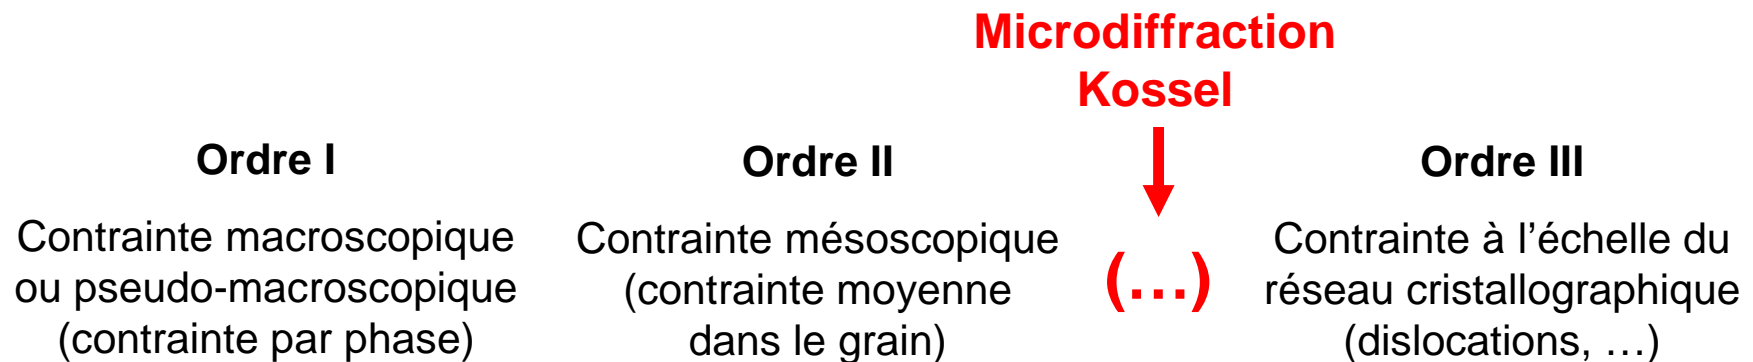 Microdiffraction
Kossel
Ordre I
Contrainte macroscopique
ou pseudo-macroscopique
(contrainte par phase)
Ordre II
Contrainte mésoscopique
(contrainte moyenne
dans le grain)
(…)
Ordre III
Contrainte à l’échelle du
réseau cristallographique
(dislocations, …)